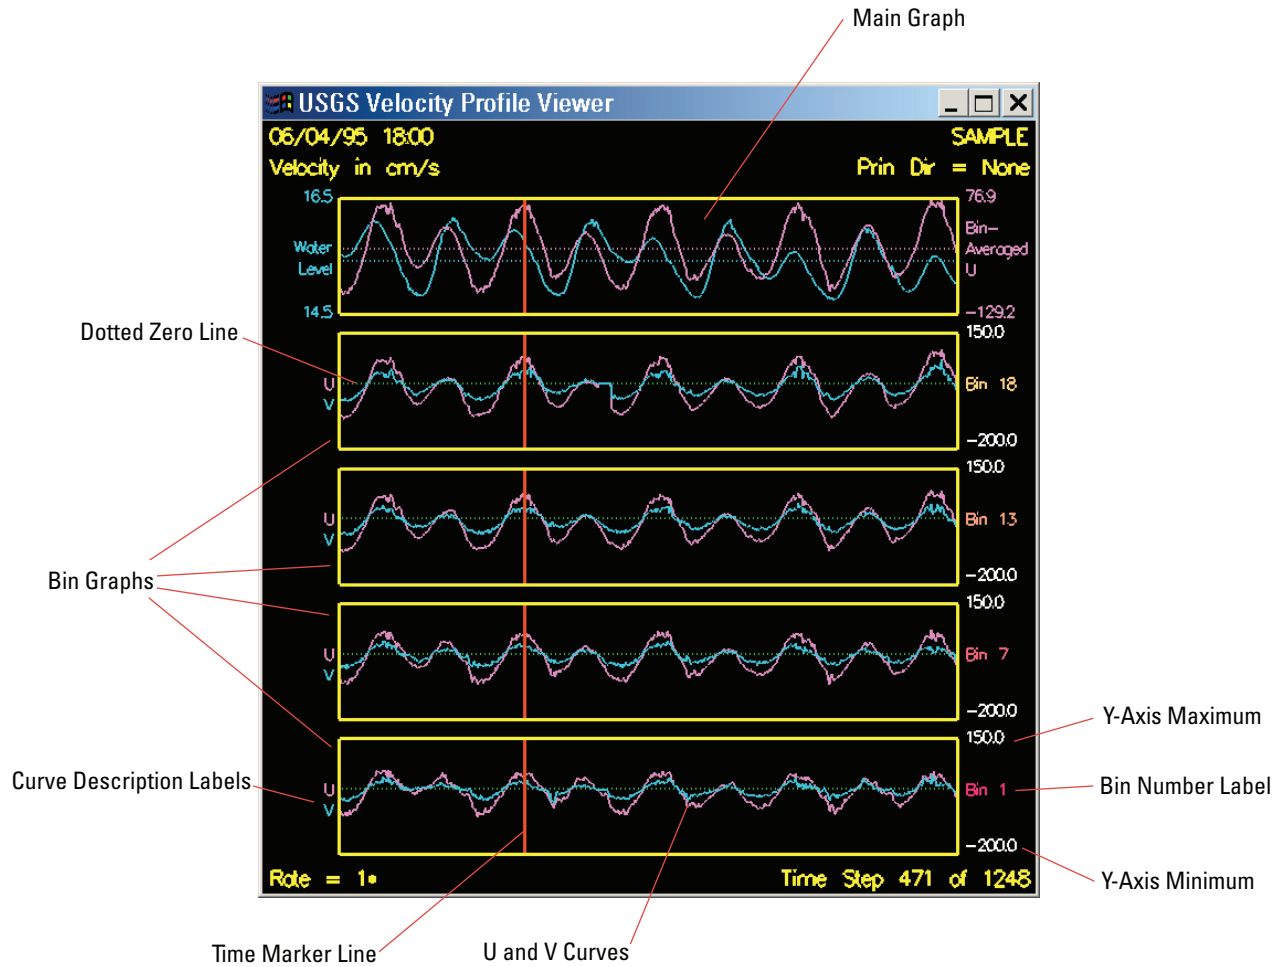 Main Graph
USGS Velocity Profile Viewer
06/04/95 18:00 SAMPLE
Velocity in cm/s Prin Dir = None
16.5 76.9
Water Level Bin-Averaged U
14.5 -129.2
Dotted Zero Line
150.0
U Bin 18
V
-200.0
150.0
U Bin 13
V
-200.0
Bin Graphs
150.0
U Bin 7
V
-200.0
Y-Axis Maximum
150.0
Curve Description Labels
U Bin 1
V
Bin Number Label
-200.0
Y-Axis Minimum
Rate = 1* Time Step 471 of 1248
Time Marker Line
U and V Curves